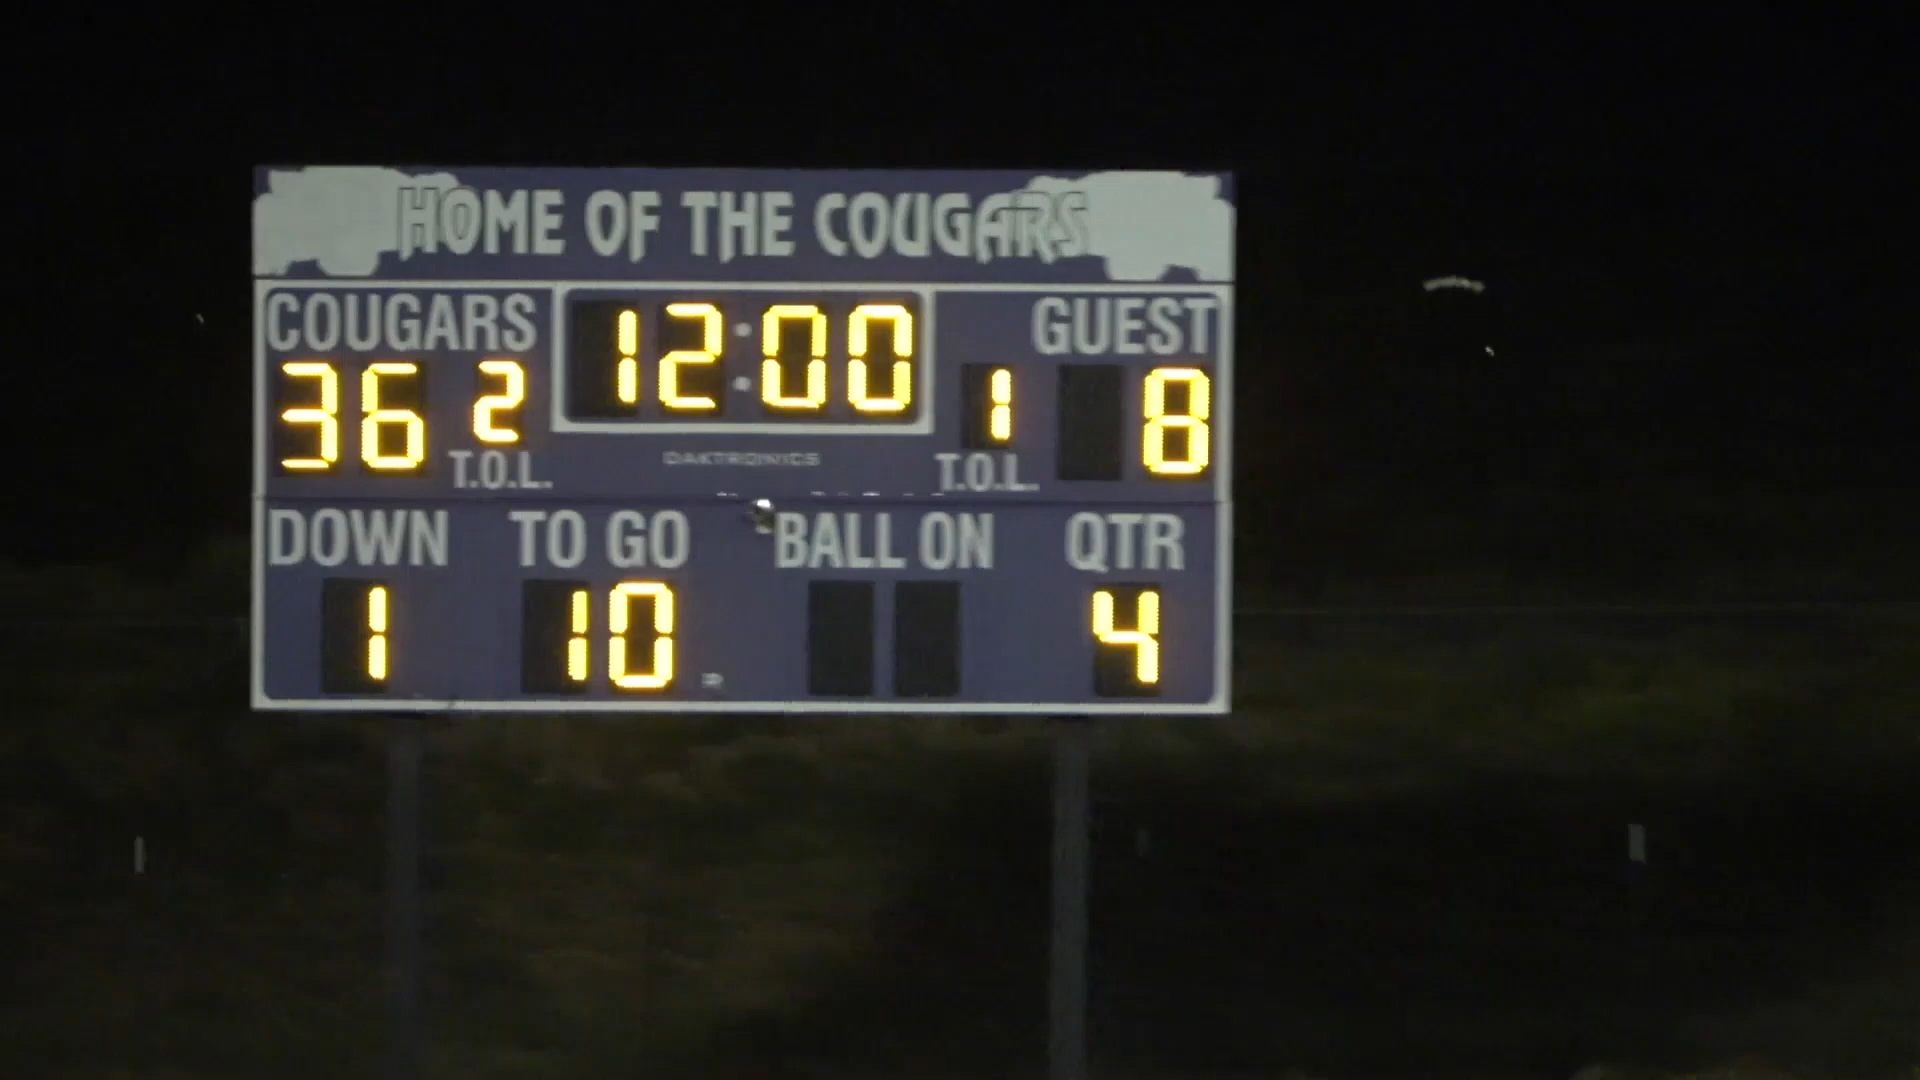 HOME OF THE COUGARS
COUGARS 12:00 GUEST
36 2 1 8
T.O.L. DAKTRONICS T.O.L.
DOWN TO GO BALL ON QTR
1 10 4